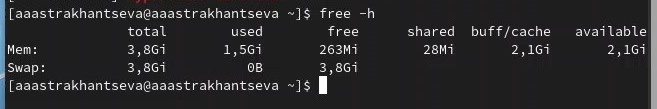 [aaastrakhantseva@aaastrakhantseva ~]$ free -h
total used free shared buff/cache available
Mem: 3,8Gi 1,5Gi 263Mi 28Mi 2,1Gi 2,1Gi
Swap: 3,8Gi 0B 3,8Gi
[aaastrakhantseva@aaastrakhantseva ~]$